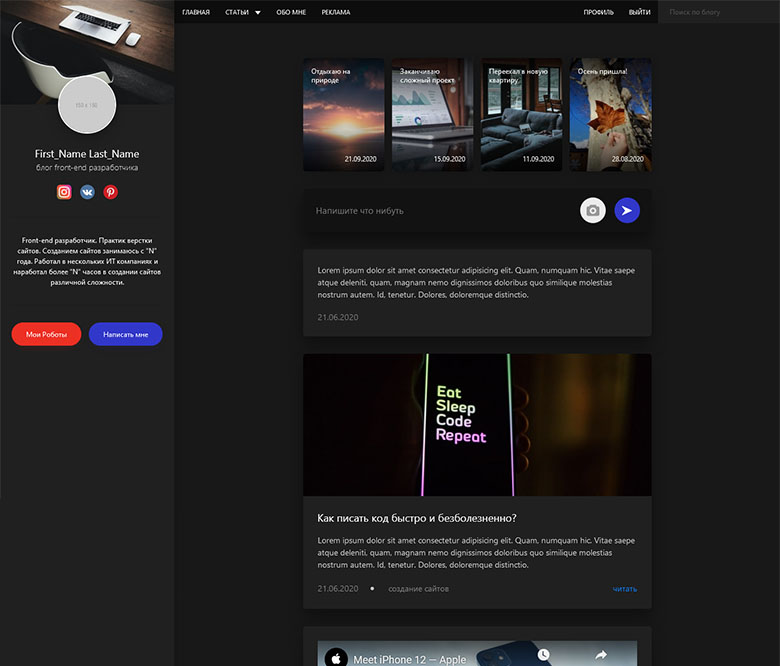 ГЛАВНАЯ СТАТЬИ ОБО МНЕ РЕКЛАМА ПРОФИЛЬ ВЫЙТИ Поиск по блогу
150 x 150
First_Name Last_Name
блог front-end разработчика
Front-end разработчик. Практик верстки
сайтов. Созданием сайтов занимаюсь с "N"
года. Работал в нескольких ИТ компаниях и
наработал более "N" часов в создании сайтов
различной сложности.
Мои Роботы Написать мне
Отдыхаю на
природе
21.09.2020
Заканчиваю
сложный проект
15.09.2020
Переехал в новую
квартиру
11.09.2020
Осень пришла!
28.08.2020
Напишите что нибуть
Lorem ipsum dolor sit amet consectetur adipisicing elit. Quam, numquam hic. Vitae saepe
atque deleniti, quam, magnam nemo dignissimos doloribus quo similique molestias
nostrum autem. Id, tenetur. Dolores, doloremque distinctio.
21.06.2020
Eat
Sleep
Code
Repeat
Как писать код быстро и безболезненно?
Lorem ipsum dolor sit amet consectetur adipisicing elit. Quam, numquam hic. Vitae saepe
atque deleniti, quam, magnam nemo dignissimos doloribus quo similique molestias
nostrum autem. Id, tenetur. Dolores, doloremque distinctio.
21.06.2020 • создание сайтов читать
Meet iPhone 12 — Apple